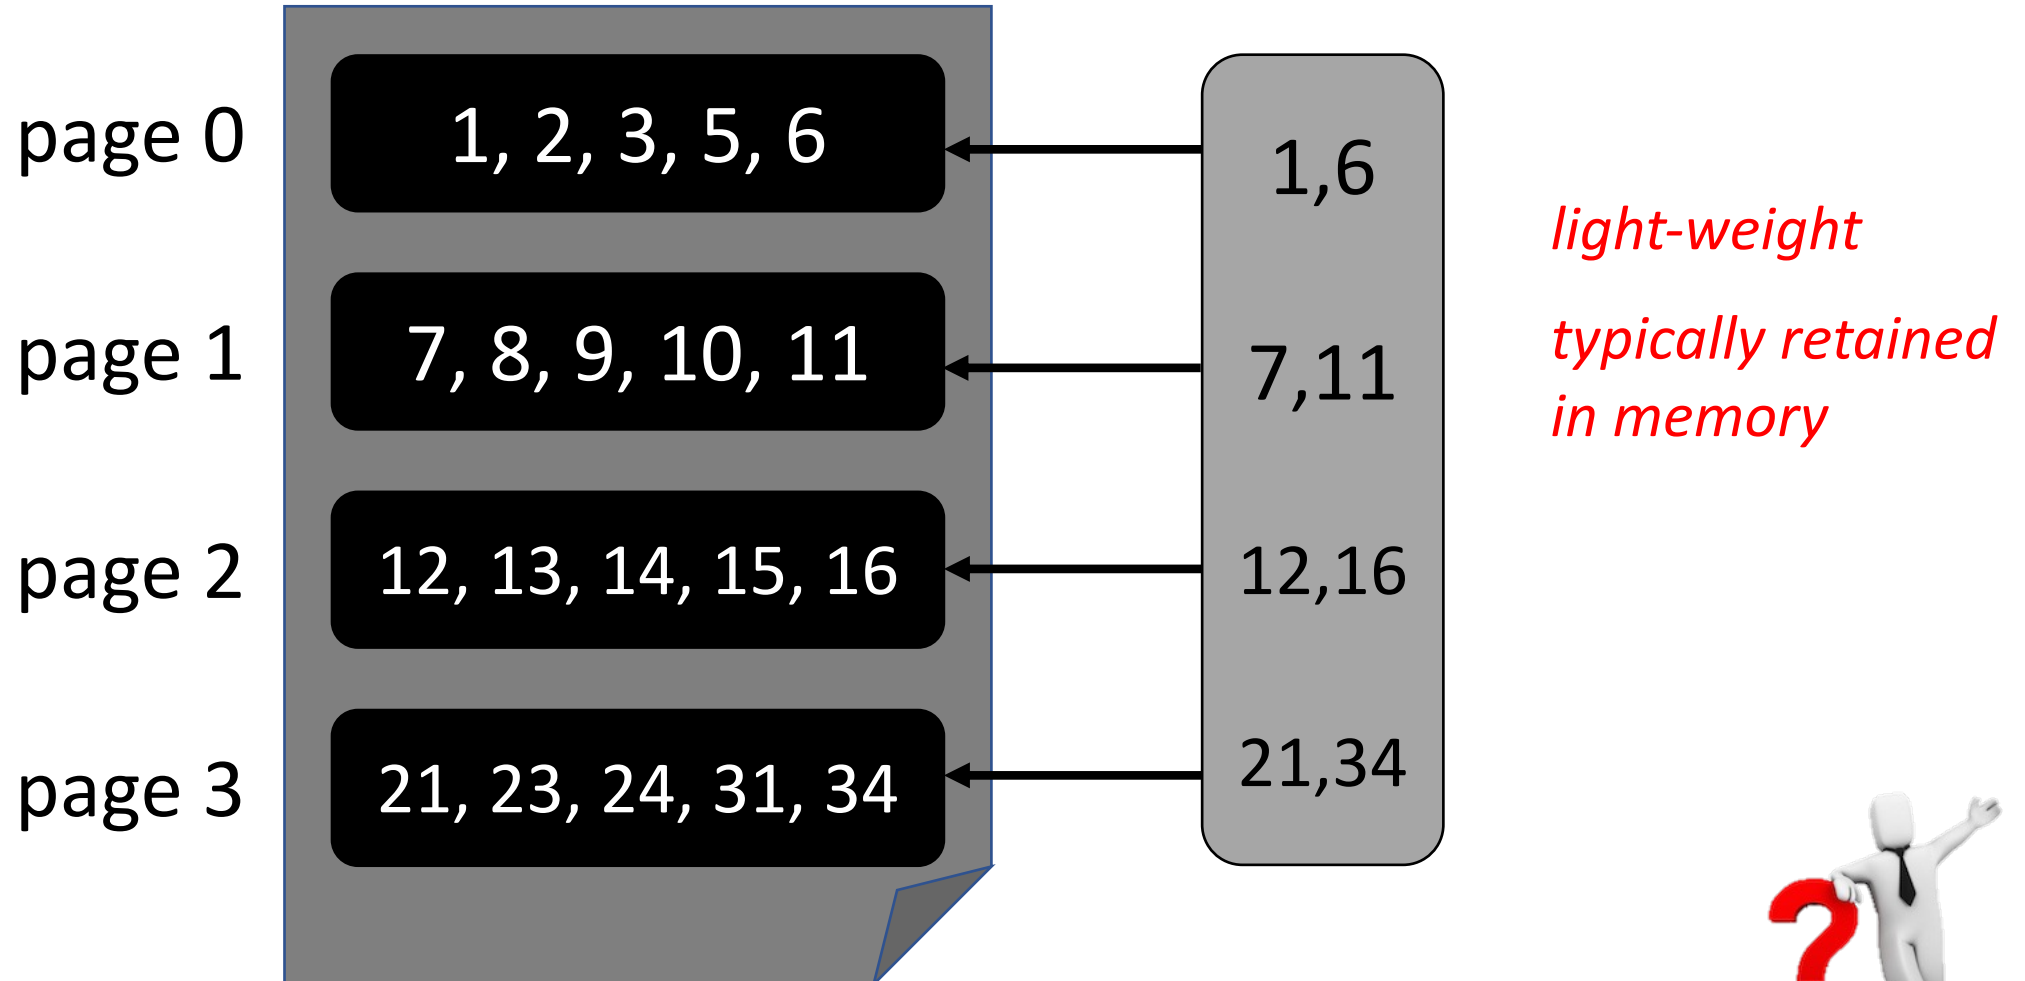 page 0
1, 2, 3, 5, 6
1,6
page 1
7, 8, 9, 10, 11
7,11
page 2
12, 13, 14, 15, 16
12,16
page 3
21, 23, 24, 31, 34
21,34
light-weight
typically retained
in memory
?